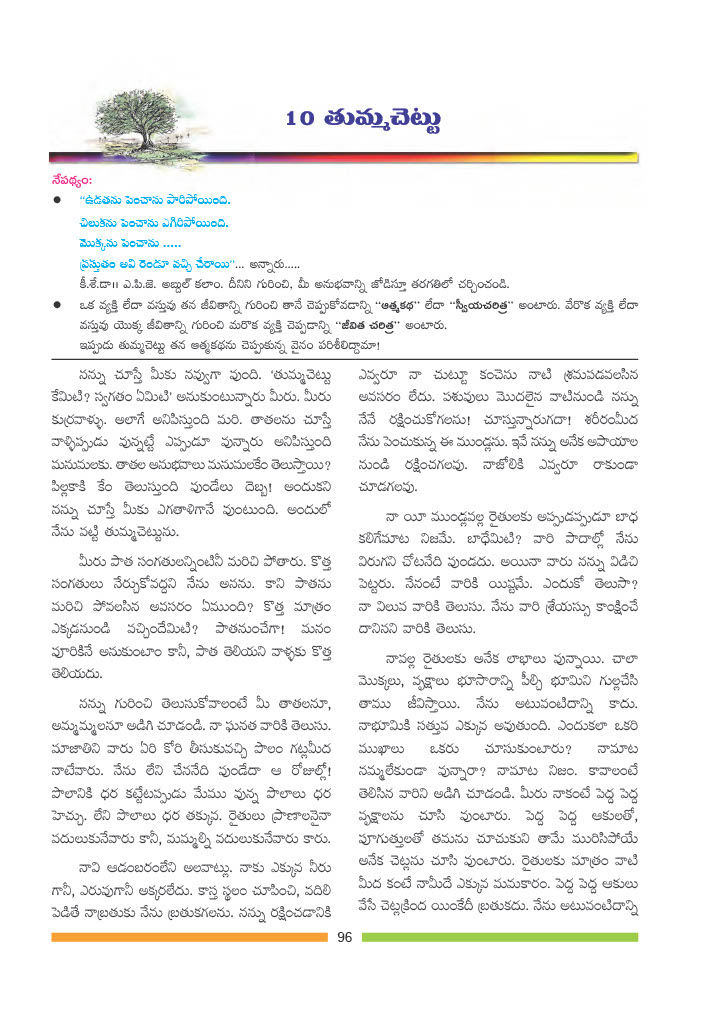 10 తుమ్మచెట్టు
నేపథ్యం:
● “ఉడతను పెంచాను పారిపోయింది.
చిలుకను పెంచాను ఎగిరిపోయింది.
మొక్కను పెంచాను .....
ప్రస్తుతం అవి రెండూ వచ్చి చేరాయి”... అన్నారు.....
కీ.శే.డా॥ ఎ.పి.జె. అబ్దుల్ కలాం. దీనిని గురించి, మీ అనుభవాన్ని జోడిస్తూ తరగతిలో చర్చించండి.
● ఒక వ్యక్తి లేదా వస్తువు తన జీవితాన్ని గురించి తానే చెప్పుకోవడాన్ని “ఆత్మకథ” లేదా “స్వీయచరిత్ర” అంటారు. వేరొక వ్యక్తి లేదా
వస్తువు యొక్క జీవితాన్ని గురించి మరొక వ్యక్తి చెప్పడాన్ని “జీవిత చరిత్ర” అంటారు.
ఇప్పుడు తుమ్మచెట్టు తన ఆత్మకథను చెప్పుకున్న వైనం పరిశీలిద్దామా!
నన్ను చూస్తే మీకు నవ్వుగా వుంది. ‘తుమ్మచెట్టు
కేమిటి? స్వగతం ఏమిటి’ అనుకుంటున్నారు మీరు. మీరు
కుర్రవాళ్ళు. అలాగే అనిపిస్తుంది మరి. తాతలను చూస్తే
వాళ్ళిప్పుడు వున్నట్టే ఎప్పుడూ వున్నారు అనిపిస్తుంది
మనుమలకు. తాతల అనుభవాలు మనుమలకేం తెలుస్తాయి?
పిల్లకాకి కేం తెలుస్తుంది వుండేలు దెబ్బ! అందుకని
నన్ను చూస్తే మీకు ఎగతాళిగానే వుంటుంది. అందులో
నేను వట్టి తుమ్మచెట్టును.
మీరు పాత సంగతులన్నింటినీ మరిచి పోతారు. కొత్త
సంగతులు నేర్చుకోవద్దని నేను అనను. కాని పాతను
మరిచి పోవలసిన అవసరం ఏముంది? కొత్త మాత్రం
ఎక్కడనుండి వచ్చిందేమిటి? పాతనుంచేగా! మనం
వూరికినే అనుకుంటాం కానీ, పాత తెలియని వాళ్ళకు కొత్త
తెలియదు.
నన్ను గురించి తెలుసుకోవాలంటే మీ తాతలనూ,
అమ్మమ్మలనూ అడిగి చూడండి. నా ఘనత వారికి తెలుసు.
మాజాతిని వారు ఏరి కోరి తీసుకువచ్చి పొలం గట్లమీద
నాటేవారు. నేను లేని చేననేది వుండేదా ఆ రోజుల్లో!
పొలానికి ధర కట్టేటప్పుడు మేము వున్న పొలాలు ధర
హెచ్చు. లేని పొలాలు ధర తక్కువ. రైతులు ప్రాణాలనైనా
వదులుకునేవారు కానీ, మమ్మల్ని వదులుకునేవారు కారు.
నావి ఆడంబరంలేని అలవాట్లు. నాకు ఎక్కువ నీరు
గానీ, ఎరువుగానీ అక్కరలేదు. కాస్త స్థలం చూపించి, వదిలి
పెడితే నాబ్రతుకు నేను బ్రతుకగలను. నన్ను రక్షించడానికి
ఎవ్వరూ నా చుట్టూ కంచెను నాటి శ్రమపడవలసిన
అవసరం లేదు. పశువులు మొదలైన వాటినుండి నన్ను
నేనే రక్షించుకోగలను! చూస్తున్నారుగదా! శరీరంమీద
నేను పెంచుకున్న ఈ ముండ్లను. ఇవే నన్ను అనేక అపాయాల
నుండి రక్షించగలవు. నాజోలికి ఎవ్వరూ రాకుండా
చూడగలవు.
నా యీ ముండ్లవల్ల రైతులకు అప్పుడప్పుడూ బాధ
కలిగేమాట నిజమే. బాధేమిటి? వారి పాదాల్లో నేను
విరుగని చోటనేది వుండదు. అయినా వారు నన్ను విడిచి
పెట్టరు. నేనంటే వారికి యిష్టమే. ఎందుకో తెలుసా?
నా విలువ వారికి తెలుసు. నేను వారి శ్రేయస్సు కాంక్షించే
దానినని వారికి తెలుసు.
నావల్ల రైతులకు అనేక లాభాలు వున్నాయి. చాలా
మొక్కలు, వృక్షాలు భూసారాన్ని పీల్చి భూమిని గుల్లచేసి
తాము జీవిస్తాయి. నేను అటువంటిదాన్ని కాదు.
నాభూమికి సత్తువ ఎక్కువ అవుతుంది. ఎందుకలా ఒకరి
ముఖాలు ఒకరు చూసుకుంటారు? నామాట
నమ్మలేకుండా వున్నారా? నామాట నిజం. కావాలంటే
తెలిసిన వారిని అడిగి చూడండి. మీరు నాకంటే పెద్ద పెద్ద
వృక్షాలను చూసి వుంటారు. పెద్ద పెద్ద ఆకులతో,
పూగుత్తులతో తమను చూచుకుని తామే మురిసిపోయే
అనేక చెట్లను చూసి వుంటారు. రైతులకు మాత్రం వాటి
మీద కంటే నామీదే ఎక్కువ మమకారం. పెద్ద పెద్ద ఆకులు
వేసే చెట్లక్రింద యింకేదీ బ్రతుకదు. నేను అటువంటిదాన్ని
96